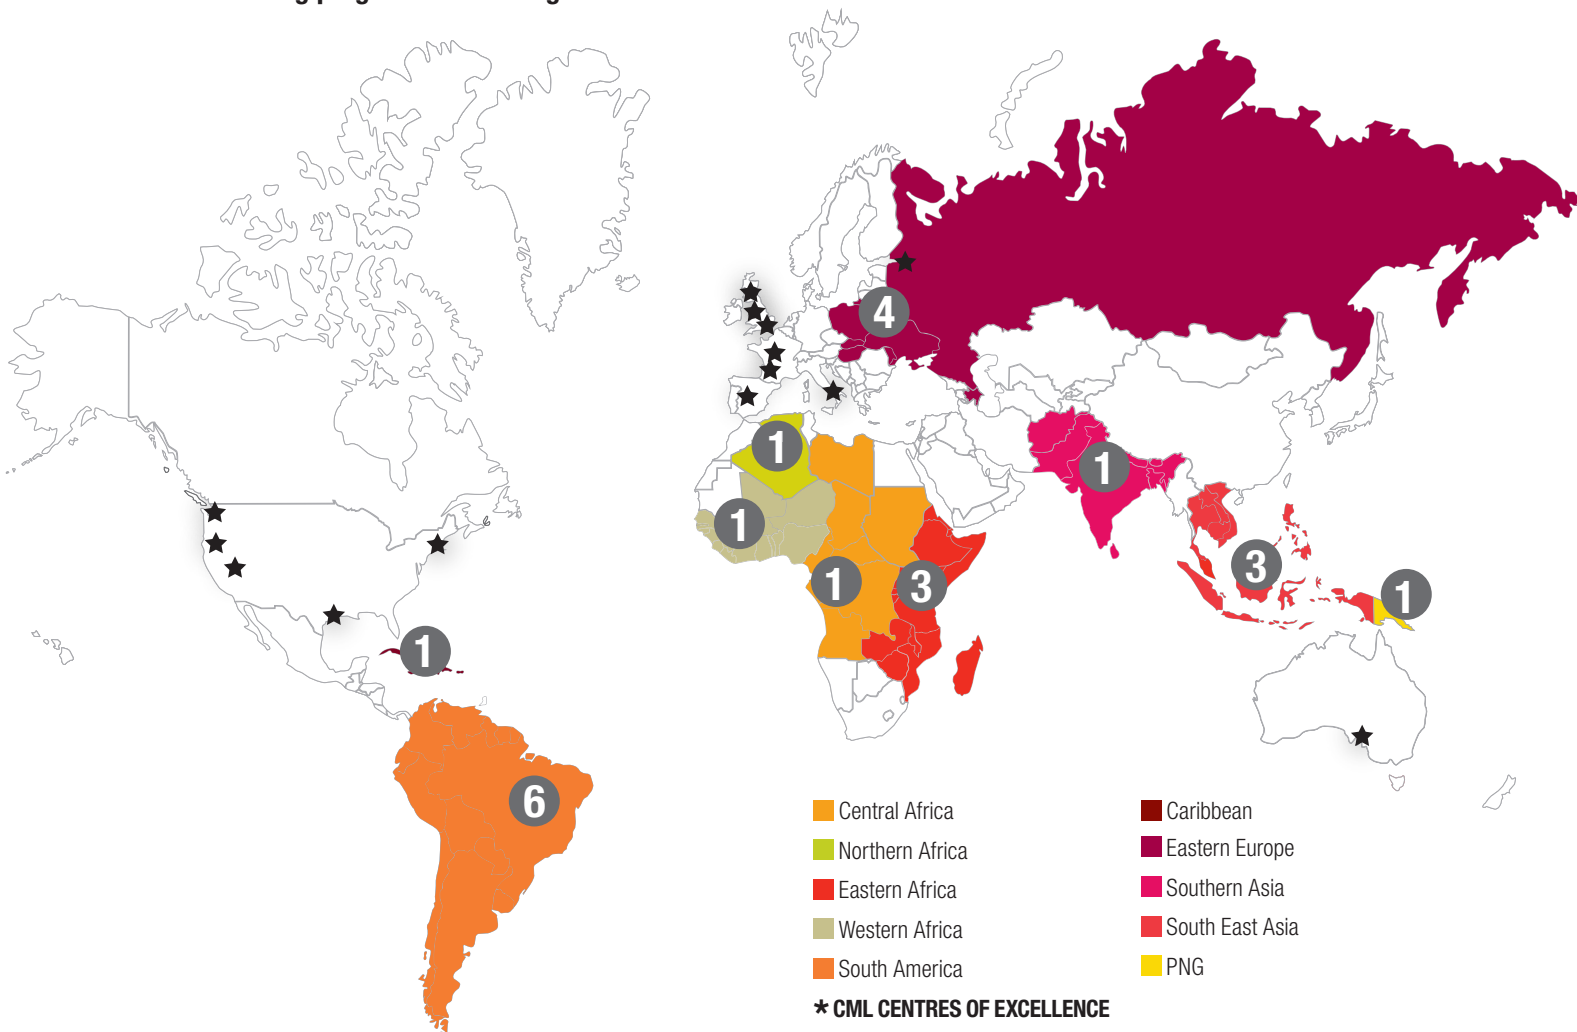 4
1
1
1
1
3
3
1
1
6
Central Africa
Northern Africa
Eastern Africa
Western Africa
South America
Caribbean
Eastern Europe
Southern Asia
South East Asia
PNG
* CML CENTRES OF EXCELLENCE